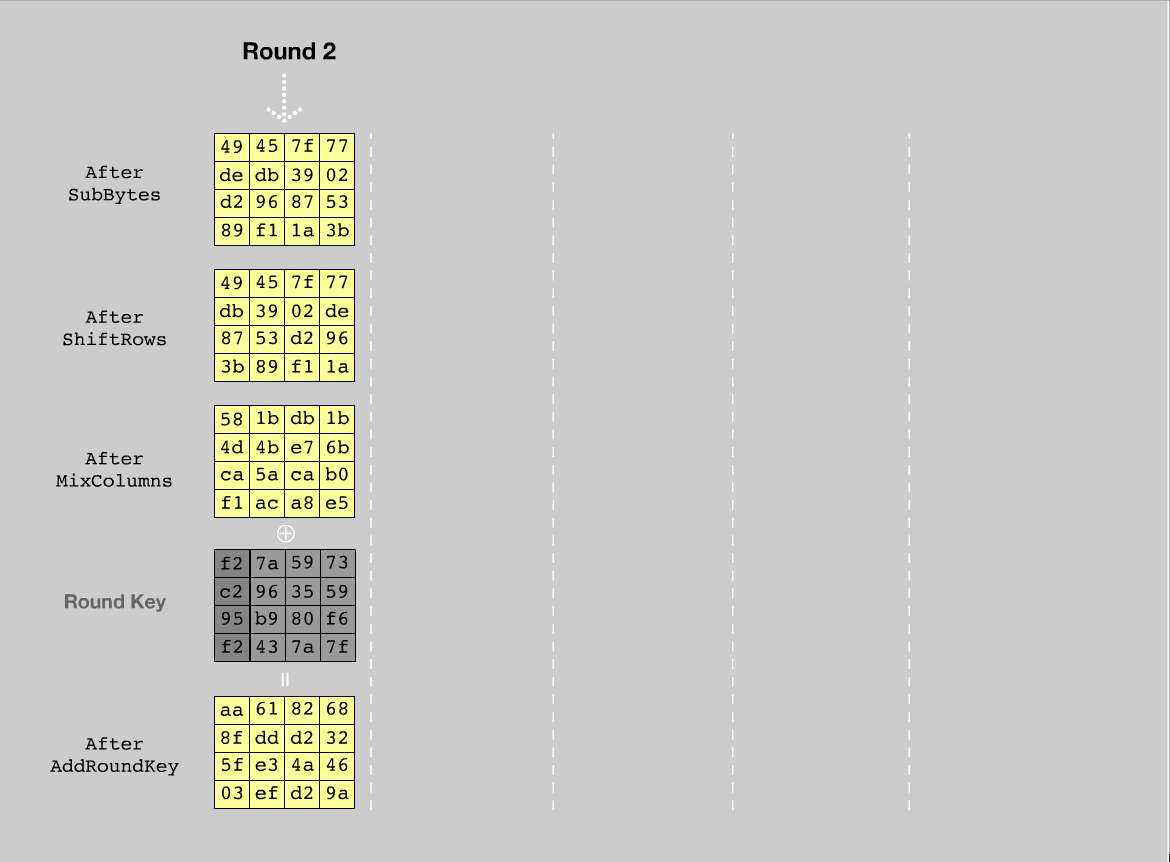 Round 2
After
SubBytes
49 45 7f 77
de db 39 02
d2 96 87 53
89 f1 1a 3b
After
ShiftRows
49 45 7f 77
db 39 02 de
87 53 d2 96
3b 89 f1 1a
After
MixColumns
58 1b db 1b
4d 4b e7 6b
ca 5a ca b0
f1 ac a8 e5
⊕
Round Key
f2 7a 59 73
c2 96 35 59
95 b9 80 f6
f2 43 7a 7f
=
After
AddRoundKey
aa 61 82 68
8f dd d2 32
5f e3 4a 46
03 ef d2 9a